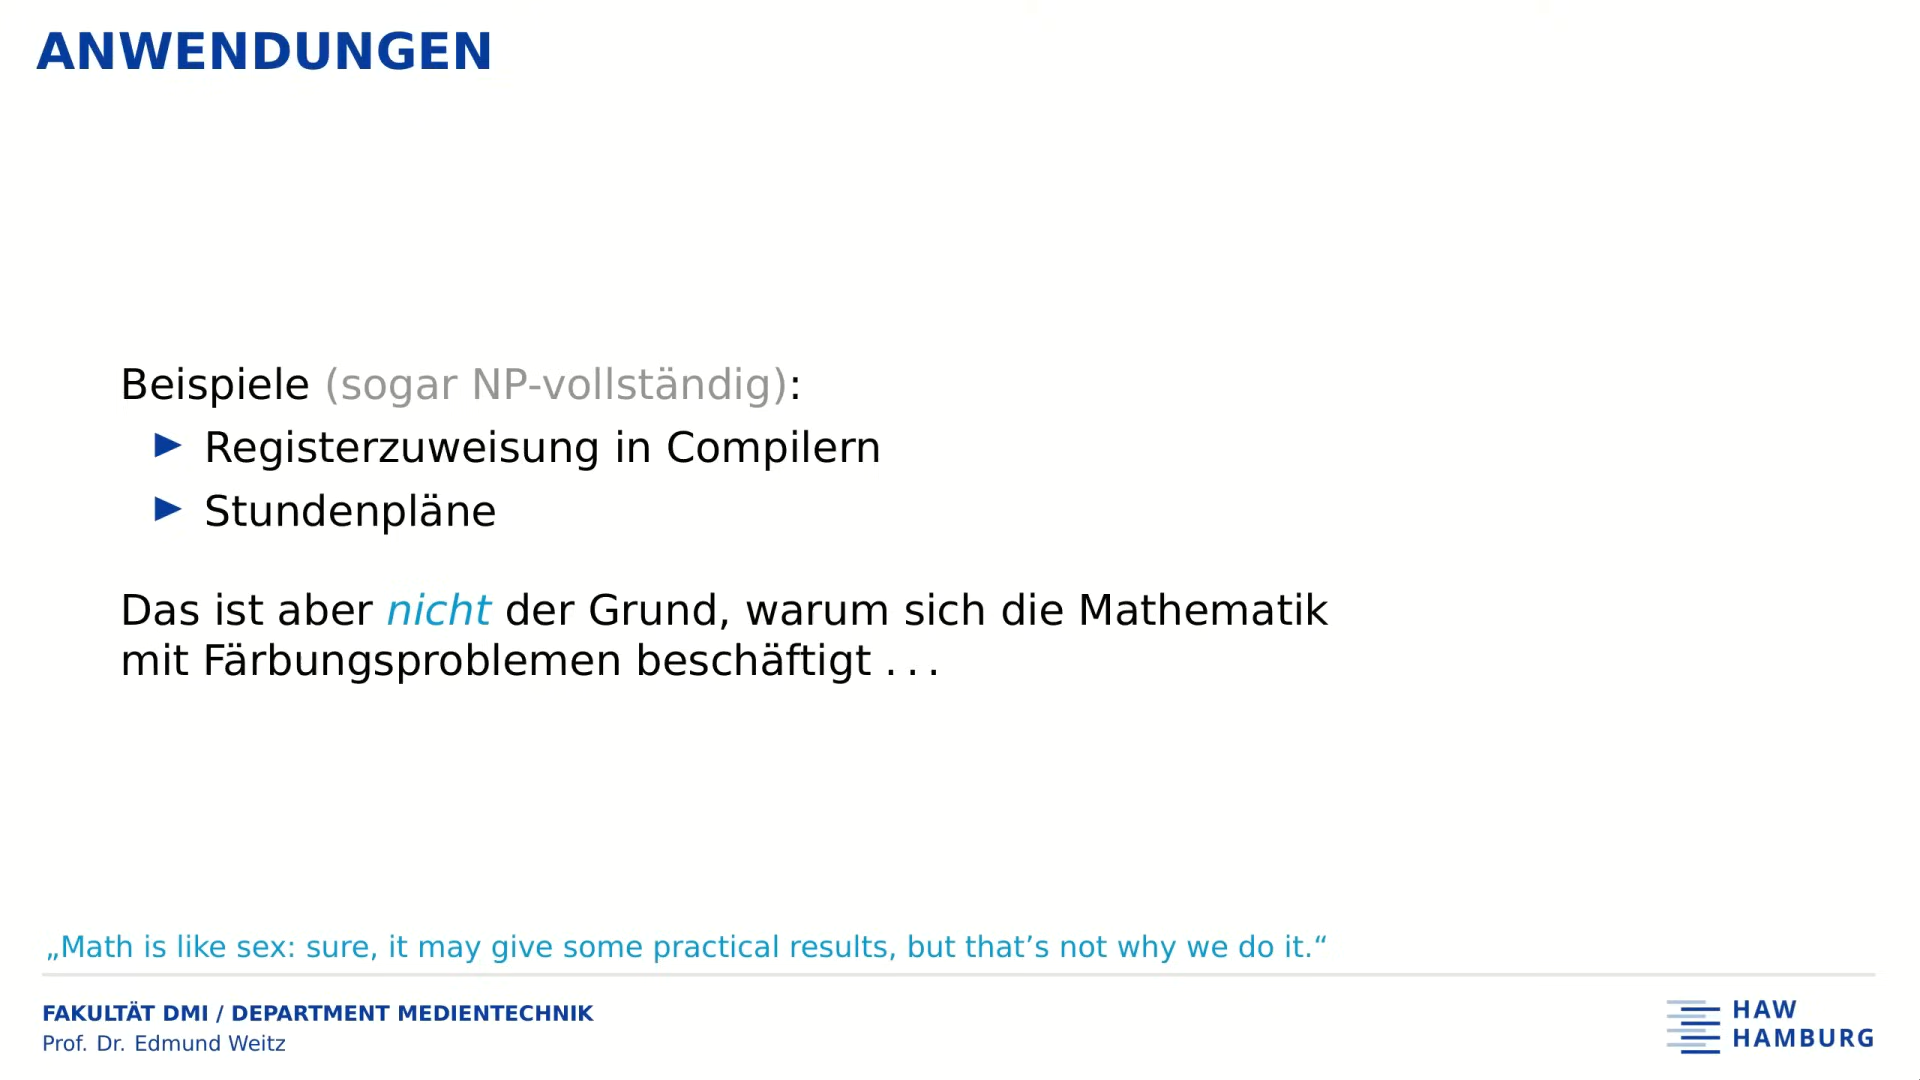 ANWENDUNGEN
Beispiele (sogar NP-vollständig):
Registerzuweisung in Compilern
Stundenpläne
Das ist aber nicht der Grund, warum sich die Mathematik
mit Färbungsproblemen beschäftigt . . .
„Math is like sex: sure, it may give some practical results, but that’s not why we do it.“
FAKULTÄT DMI / DEPARTMENT MEDIENTECHNIK
Prof. Dr. Edmund Weitz
HAW
HAMBURG